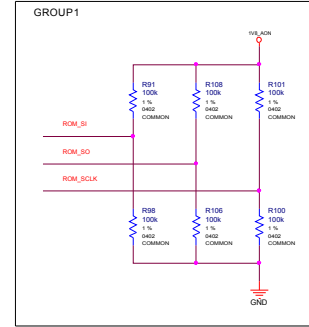 GROUP1
1V8_AON
R91
100k
1 %
0402
COMMON
R108
100k
1 %
0402
COMMON
R101
100k
1 %
0402
COMMON
ROM_SI
ROM_SO
ROM_SCLK
R98
100k
1 %
0402
COMMON
R106
100k
1 %
0402
COMMON
R100
100k
1 %
0402
COMMON
GND